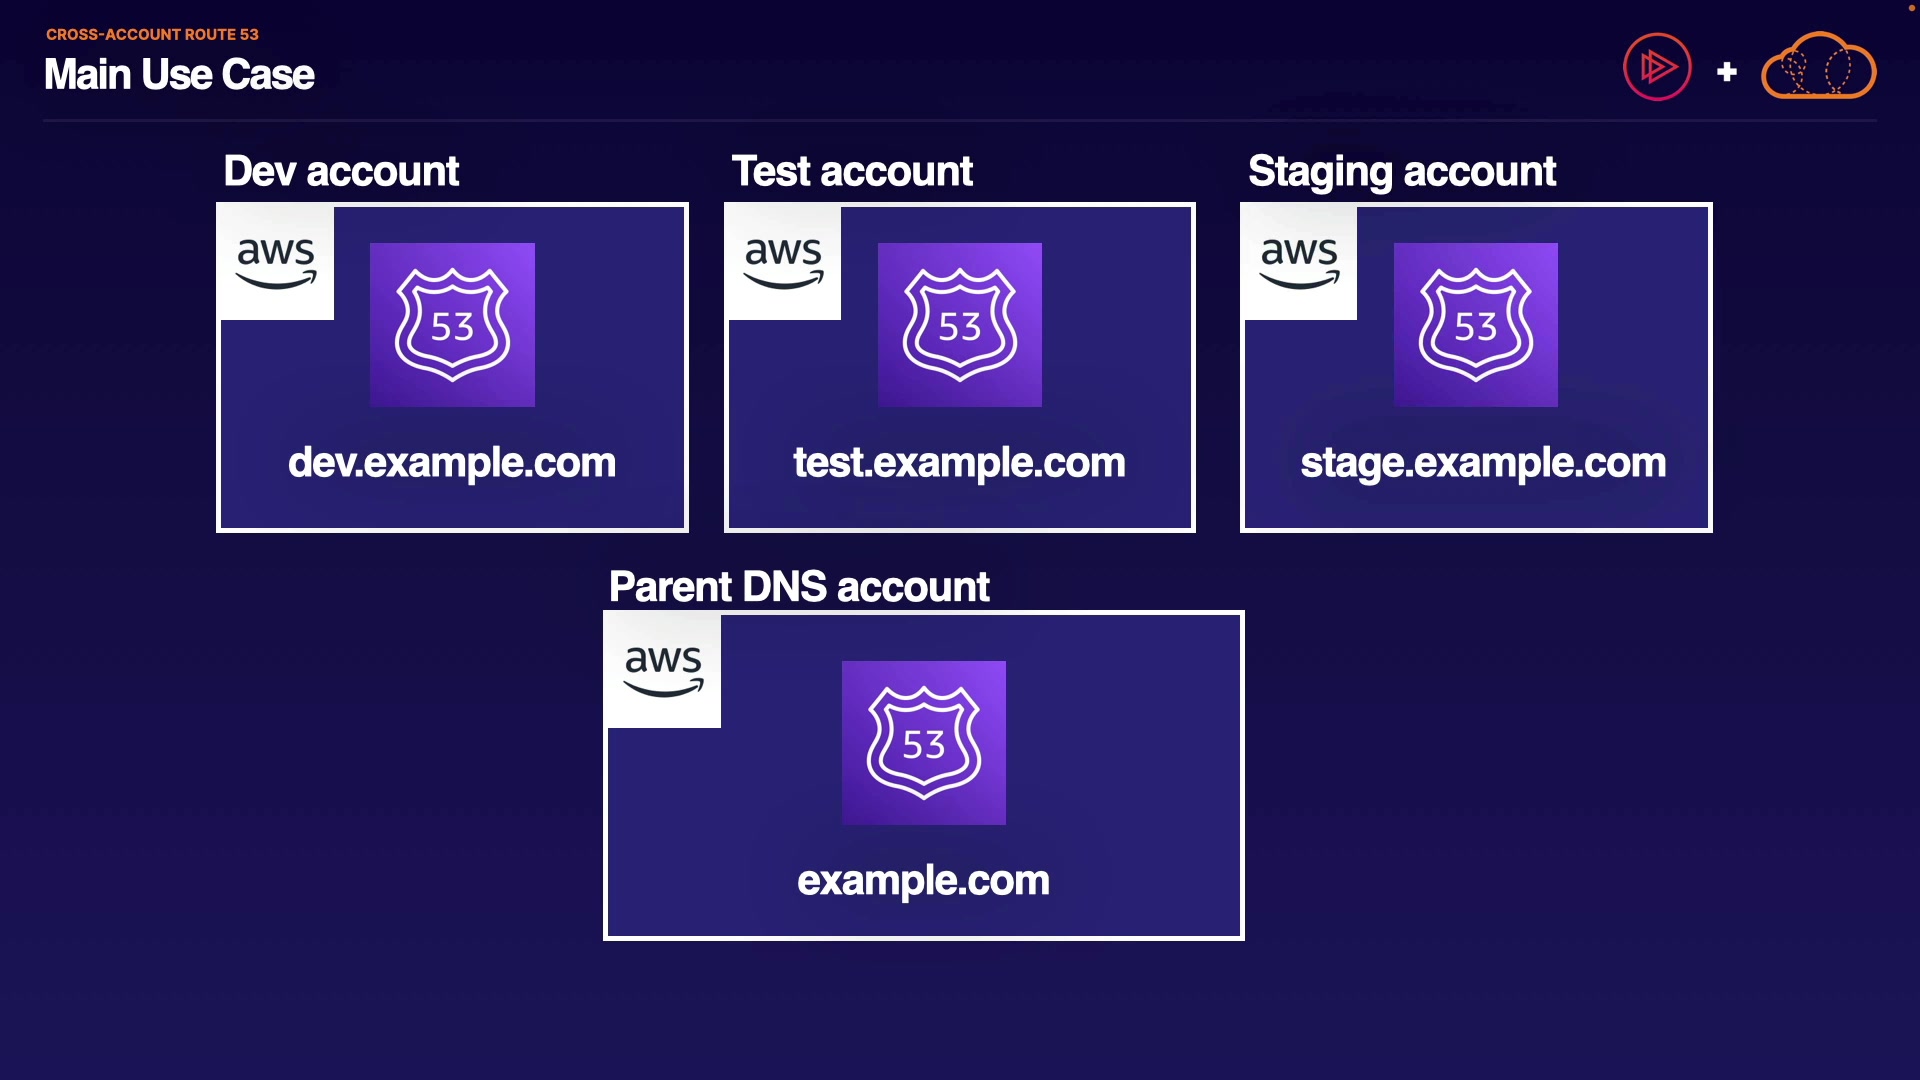 CROSS-ACCOUNT ROUTE 53
Main Use Case
Dev account
Test account
Staging account
aws
53
aws
53
aws
53
dev.example.com
test.example.com
stage.example.com
Parent DNS account
aws
53
example.com